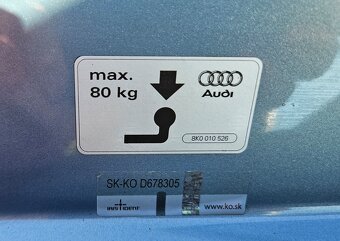 max.
80 kg
Audi
8K0 010 526
SK-KO D678305
www.ko.sk